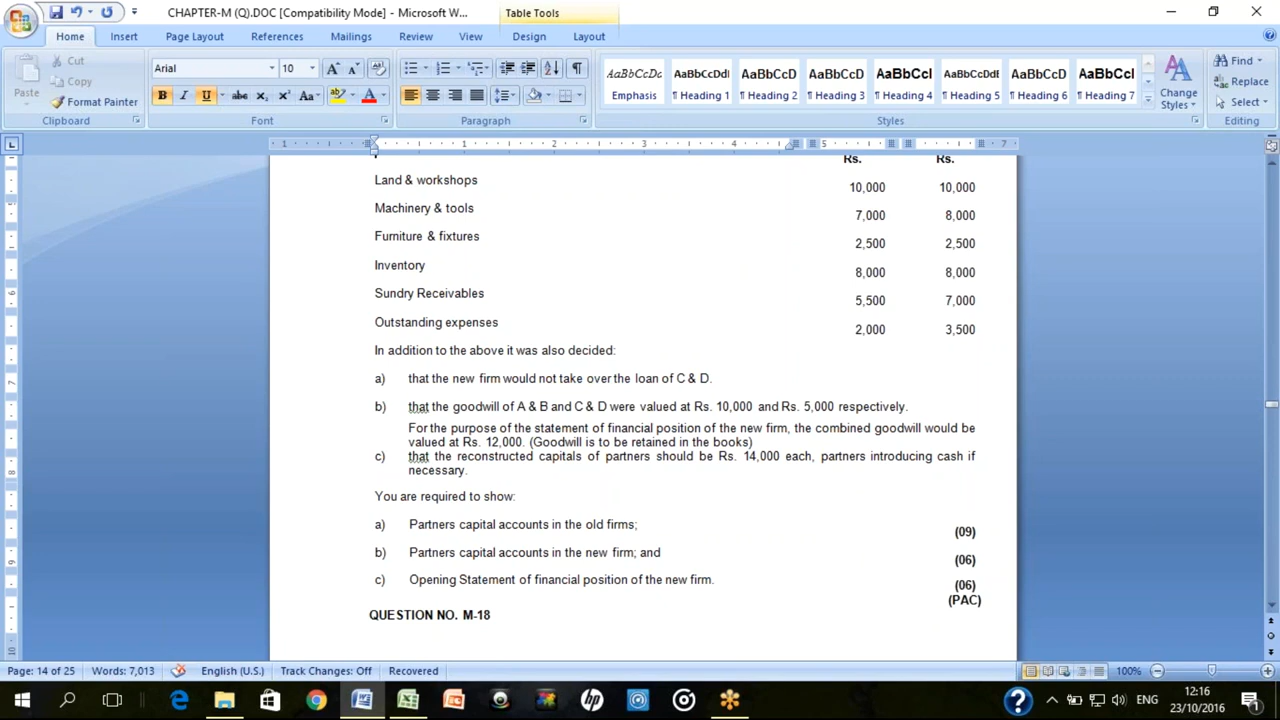 CHAPTER-M (Q).DOC [Compatibility Mode] - Microsoft W...
Table Tools
Home Insert Page Layout References Mailings Review View Design Layout
Cut
Copy
Paste
Format Painter
Clipboard
Arial 10
Font
Paragraph
AaBbCcDc AaBbCcDdI AaBbCcD AaBbCcD AaBbCcI AaBbCcDdE AaBbCcD AaBbCcI
Emphasis ¶ Heading 1 ¶ Heading 2 ¶ Heading 3 ¶ Heading 4 ¶ Heading 5 ¶ Heading 6 ¶ Heading 7
Change Styles
Styles
Find
Replace
Select
Editing
1 1 2 3 4 5 7
Rs. Rs.
Land & workshops 10,000 10,000
Machinery & tools 7,000 8,000
Furniture & fixtures 2,500 2,500
Inventory 8,000 8,000
Sundry Receivables 5,500 7,000
Outstanding expenses 2,000 3,500
In addition to the above it was also decided:
a) that the new firm would not take over the loan of C & D.
b) that the goodwill of A & B and C & D were valued at Rs. 10,000 and Rs. 5,000 respectively.
For the purpose of the statement of financial position of the new firm, the combined goodwill would be
valued at Rs. 12,000. (Goodwill is to be retained in the books)
c) that the reconstructed capitals of partners should be Rs. 14,000 each, partners introducing cash if
necessary.
You are required to show:
a) Partners capital accounts in the old firms; (09)
b) Partners capital accounts in the new firm; and (06)
c) Opening Statement of financial position of the new firm. (06)
(PAC)
QUESTION NO. M-18
Page: 14 of 25 Words: 7,013 English (U.S.) Track Changes: Off Recovered 100%
ENG 12:16
23/10/2016